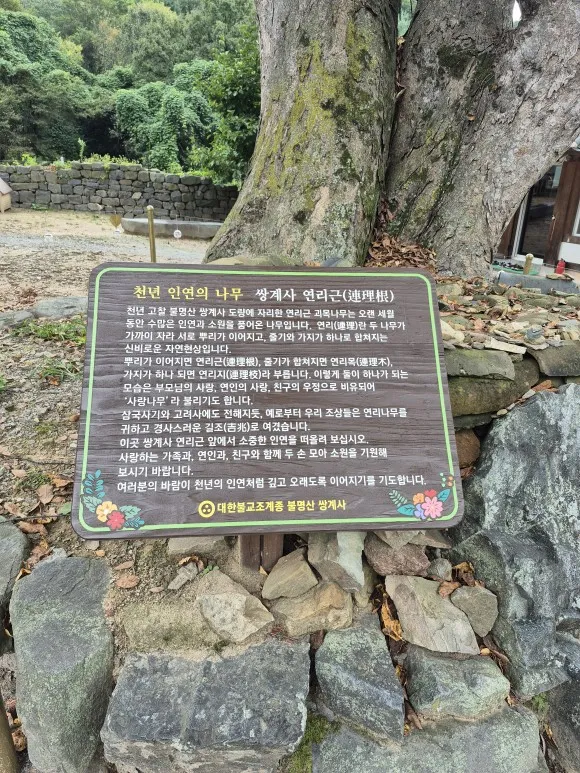 천년 인연의 나무 쌍계사 연리근(連理根)
천년 고찰 불명산 쌍계사 도량에 자리한 연리근 괴목나무는 오랜 세월
동안 수많은 인연과 소원을 품어온 나무입니다. 연리(連理)란 두 나무가
가까이 자라 서로 뿌리가 이어지고, 줄기와 가지가 하나로 합쳐지는
신비로운 자연현상입니다.
뿌리가 이어지면 연리근(連理根), 줄기가 합쳐지면 연리목(連理木),
가지가 하나 되면 연리지(連理枝)라 부릅니다. 이렇게 둘이 하나가 되는
모습은 부모님의 사랑, 연인의 사랑, 친구의 우정으로 비유되어
‘사랑나무’라 불리기도 합니다.
삼국사기와 고려사에도 전해지듯, 예로부터 우리 조상들은 연리나무를
귀하고 경사스러운 길조(吉兆)로 여겼습니다.
이곳 쌍계사 연리근 앞에서 소중한 인연을 떠올려 보십시오.
사랑하는 가족과, 연인과, 친구와 함께 두 손 모아 소원을 기원해
보시기 바랍니다.
여러분의 바람이 천년의 인연처럼 깊고 오래도록 이어지기를 기도합니다.
대한불교조계종 불명산 쌍계사